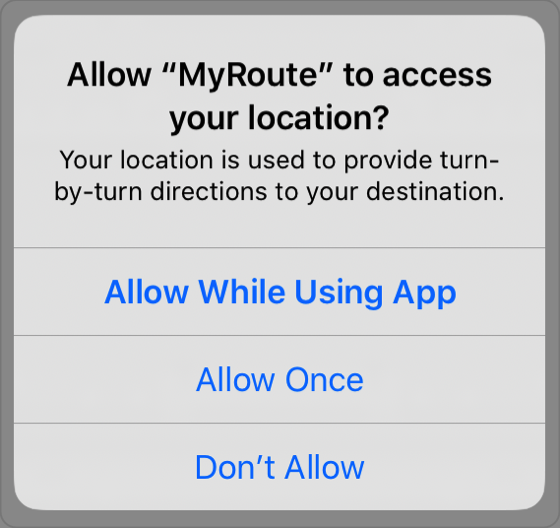 Allow “MyRoute” to access
your location?
Your location is used to provide turn-
by-turn directions to your destination.
Allow While Using App
Allow Once
Don’t Allow